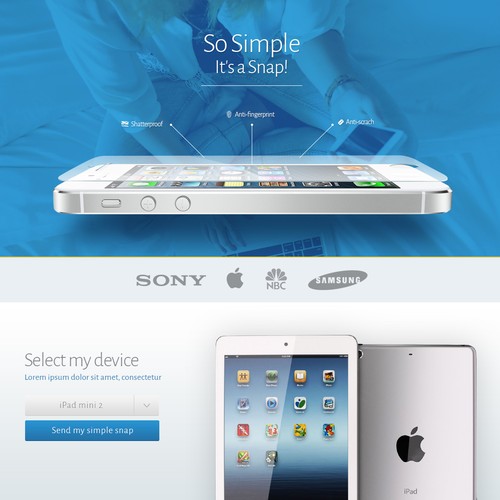 So Simple
It's a Snap!
Anti-fingerprint
Shatterproof
Anti-scrach
SONY
NBC
SAMSUNG
Select my device
Lorem ipsum dolor sit amet, consectetur
iPad mini 2
Send my simple snap
iPad